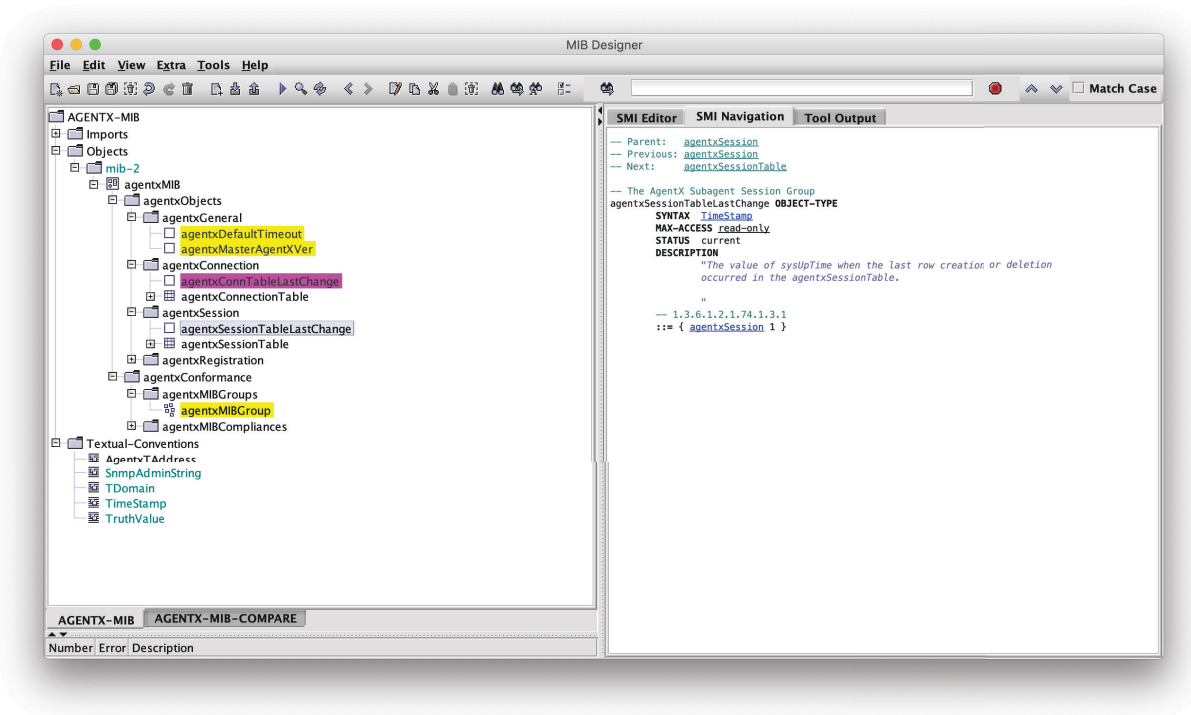 MIB Designer
File Edit View Extra Tools Help
Match Case
AGENTX-MIB
Imports
Objects
mib-2
agentxMIB
agentxObjects
agentxGeneral
agentxDefaultTimeout
agentxMasterAgentXVer
agentxConnection
agentxConnTableLastChange
agentxConnectionTable
agentxSession
agentxSessionTableLastChange
agentxSessionTable
agentxRegistration
agentxConformance
agentxMIBGroups
agentxMIBGroup
agentxMIBCompliances
Textual-Conventions
AgentxTAddress
SnmpAdminString
TDomain
TimeStamp
TruthValue
AGENTX-MIB AGENTX-MIB-COMPARE
Number Error Description
SMI Editor SMI Navigation Tool Output
-- Parent: agentxSession
-- Previous: agentxSession
-- Next: agentxSessionTable
-- The AgentX Subagent Session Group
agentxSessionTableLastChange OBJECT-TYPE
SYNTAX TimeStamp
MAX-ACCESS read-only
STATUS current
DESCRIPTION
"The value of sysUpTime when the last row creation or deletion
occurred in the agentxSessionTable.
"
-- 1.3.6.1.2.1.74.1.3.1
::= { agentxSession 1 }